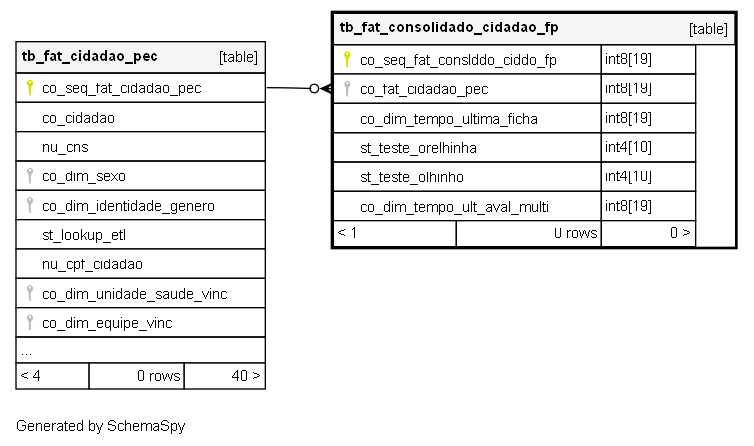 tb_fat_cidadao_pec [table]
co_seq_fat_cidadao_pec
co_cidadao
nu_cns
co_dim_sexo
co_dim_identidade_genero
st_lookup_etl
nu_cpf_cidadao
co_dim_unidade_saude_vinc
co_dim_equipe_vinc
...
< 4 0 rows 40 >
tb_fat_consolidado_cidadao_fp [table]
co_seq_fat_conslddo_ciddo_fp int8[19]
co_fat_cidadao_pec int8[19]
co_dim_tempo_ultima_ficha int8[19]
st_teste_orelhinha int4[10]
st_teste_olhinho int4[10]
co_dim_tempo_ult_aval_multi int8[19]
< 1 0 rows 0 >
Generated by SchemaSpy